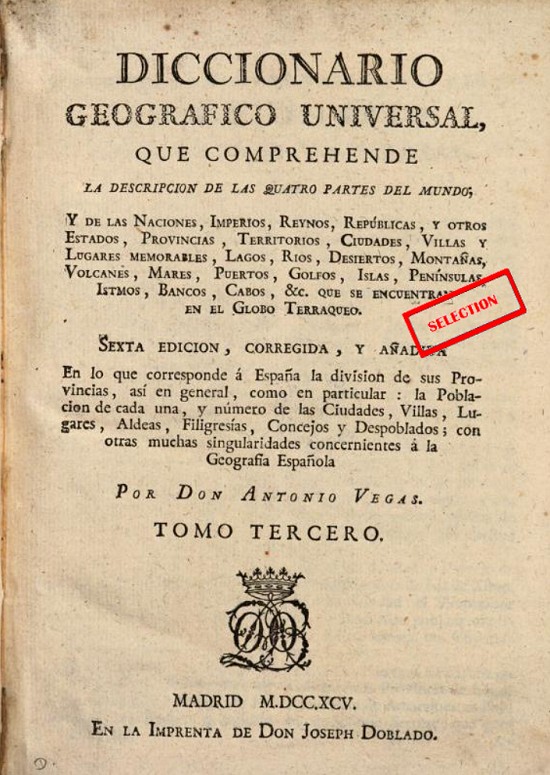 DICCIONARIO
GEOGRAFICO UNIVERSAL,
QUE COMPREHENDE
LA DESCRIPCION DE LAS QUATRO PARTES DEL MUNDO;
Y DE LAS NACIONES, IMPERIOS, REYNOS, REPÚBLICAS, Y OTROS
ESTADOS, PROVINCIAS, TERRITORIOS, CIUDADES, VILLAS Y
LUGARES MEMORABLES, LAGOS, RIOS, DESIERTOS, MONTAÑAS,
VOLCANES, MARES, PUERTOS, GOLFOS, ISLAS, PENÍNSULAS,
ISTMOS, BANCOS, CABOS, &c. QUE SE ENCUENTRAN
EN EL GLOBO TERRAQUEO.
SELECTION
SEXTA EDICION, CORREGIDA, Y AÑADIDA
En lo que corresponde á España la division de sus Pro-
vincias, así en general, como en particular : la Pobla-
cion de cada una, y número de las Ciudades, Villas, Lu-
gares, Aldeas, Filigresías, Concejos y Despoblados; con
otras muchas singularidades concernientes á la
Geografía Española
POR DON ANTONIO VEGAS.
TOMO TERCERO.
MADRID M.DCC.XCV.
EN LA IMPRENTA DE DON JOSEPH DOBLADO.